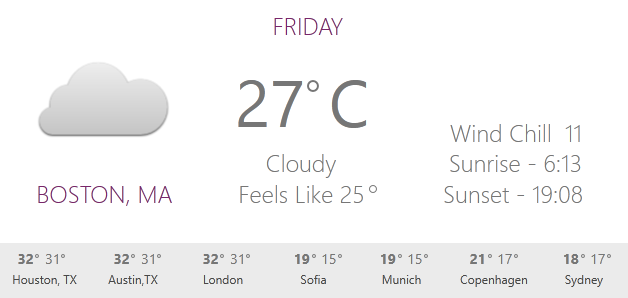 FRIDAY
27° C
Cloudy
Feels Like 25°
BOSTON, MA
Wind Chill 11
Sunrise - 6:13
Sunset - 19:08
32° 31°
Houston, TX
32° 31°
Austin,TX
32° 31°
London
19° 15°
Sofia
19° 15°
Munich
21° 17°
Copenhagen
18° 17°
Sydney